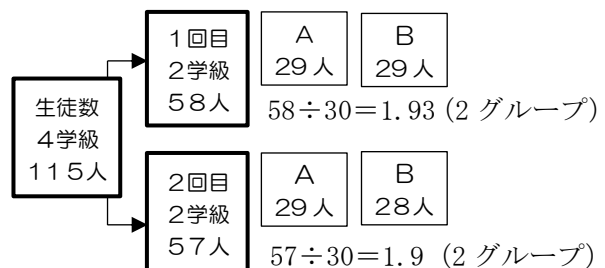 生徒数
4学級
115人
1回目
2学級
58人
A
29人
B
29人
58÷30=1.93(2グループ)
2回目
2学級
57人
A
29人
B
28人
57÷30=1.9 (2グループ)